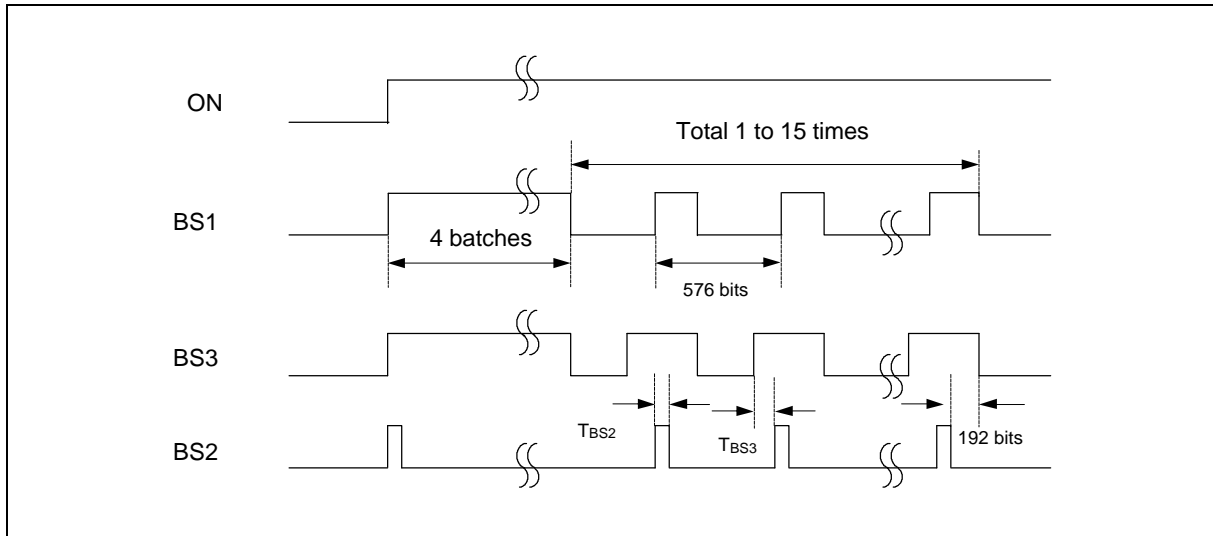 ON
Total 1 to 15 times
BS1
4 batches
576 bits
BS3
TBS2
TBS3
192 bits
BS2